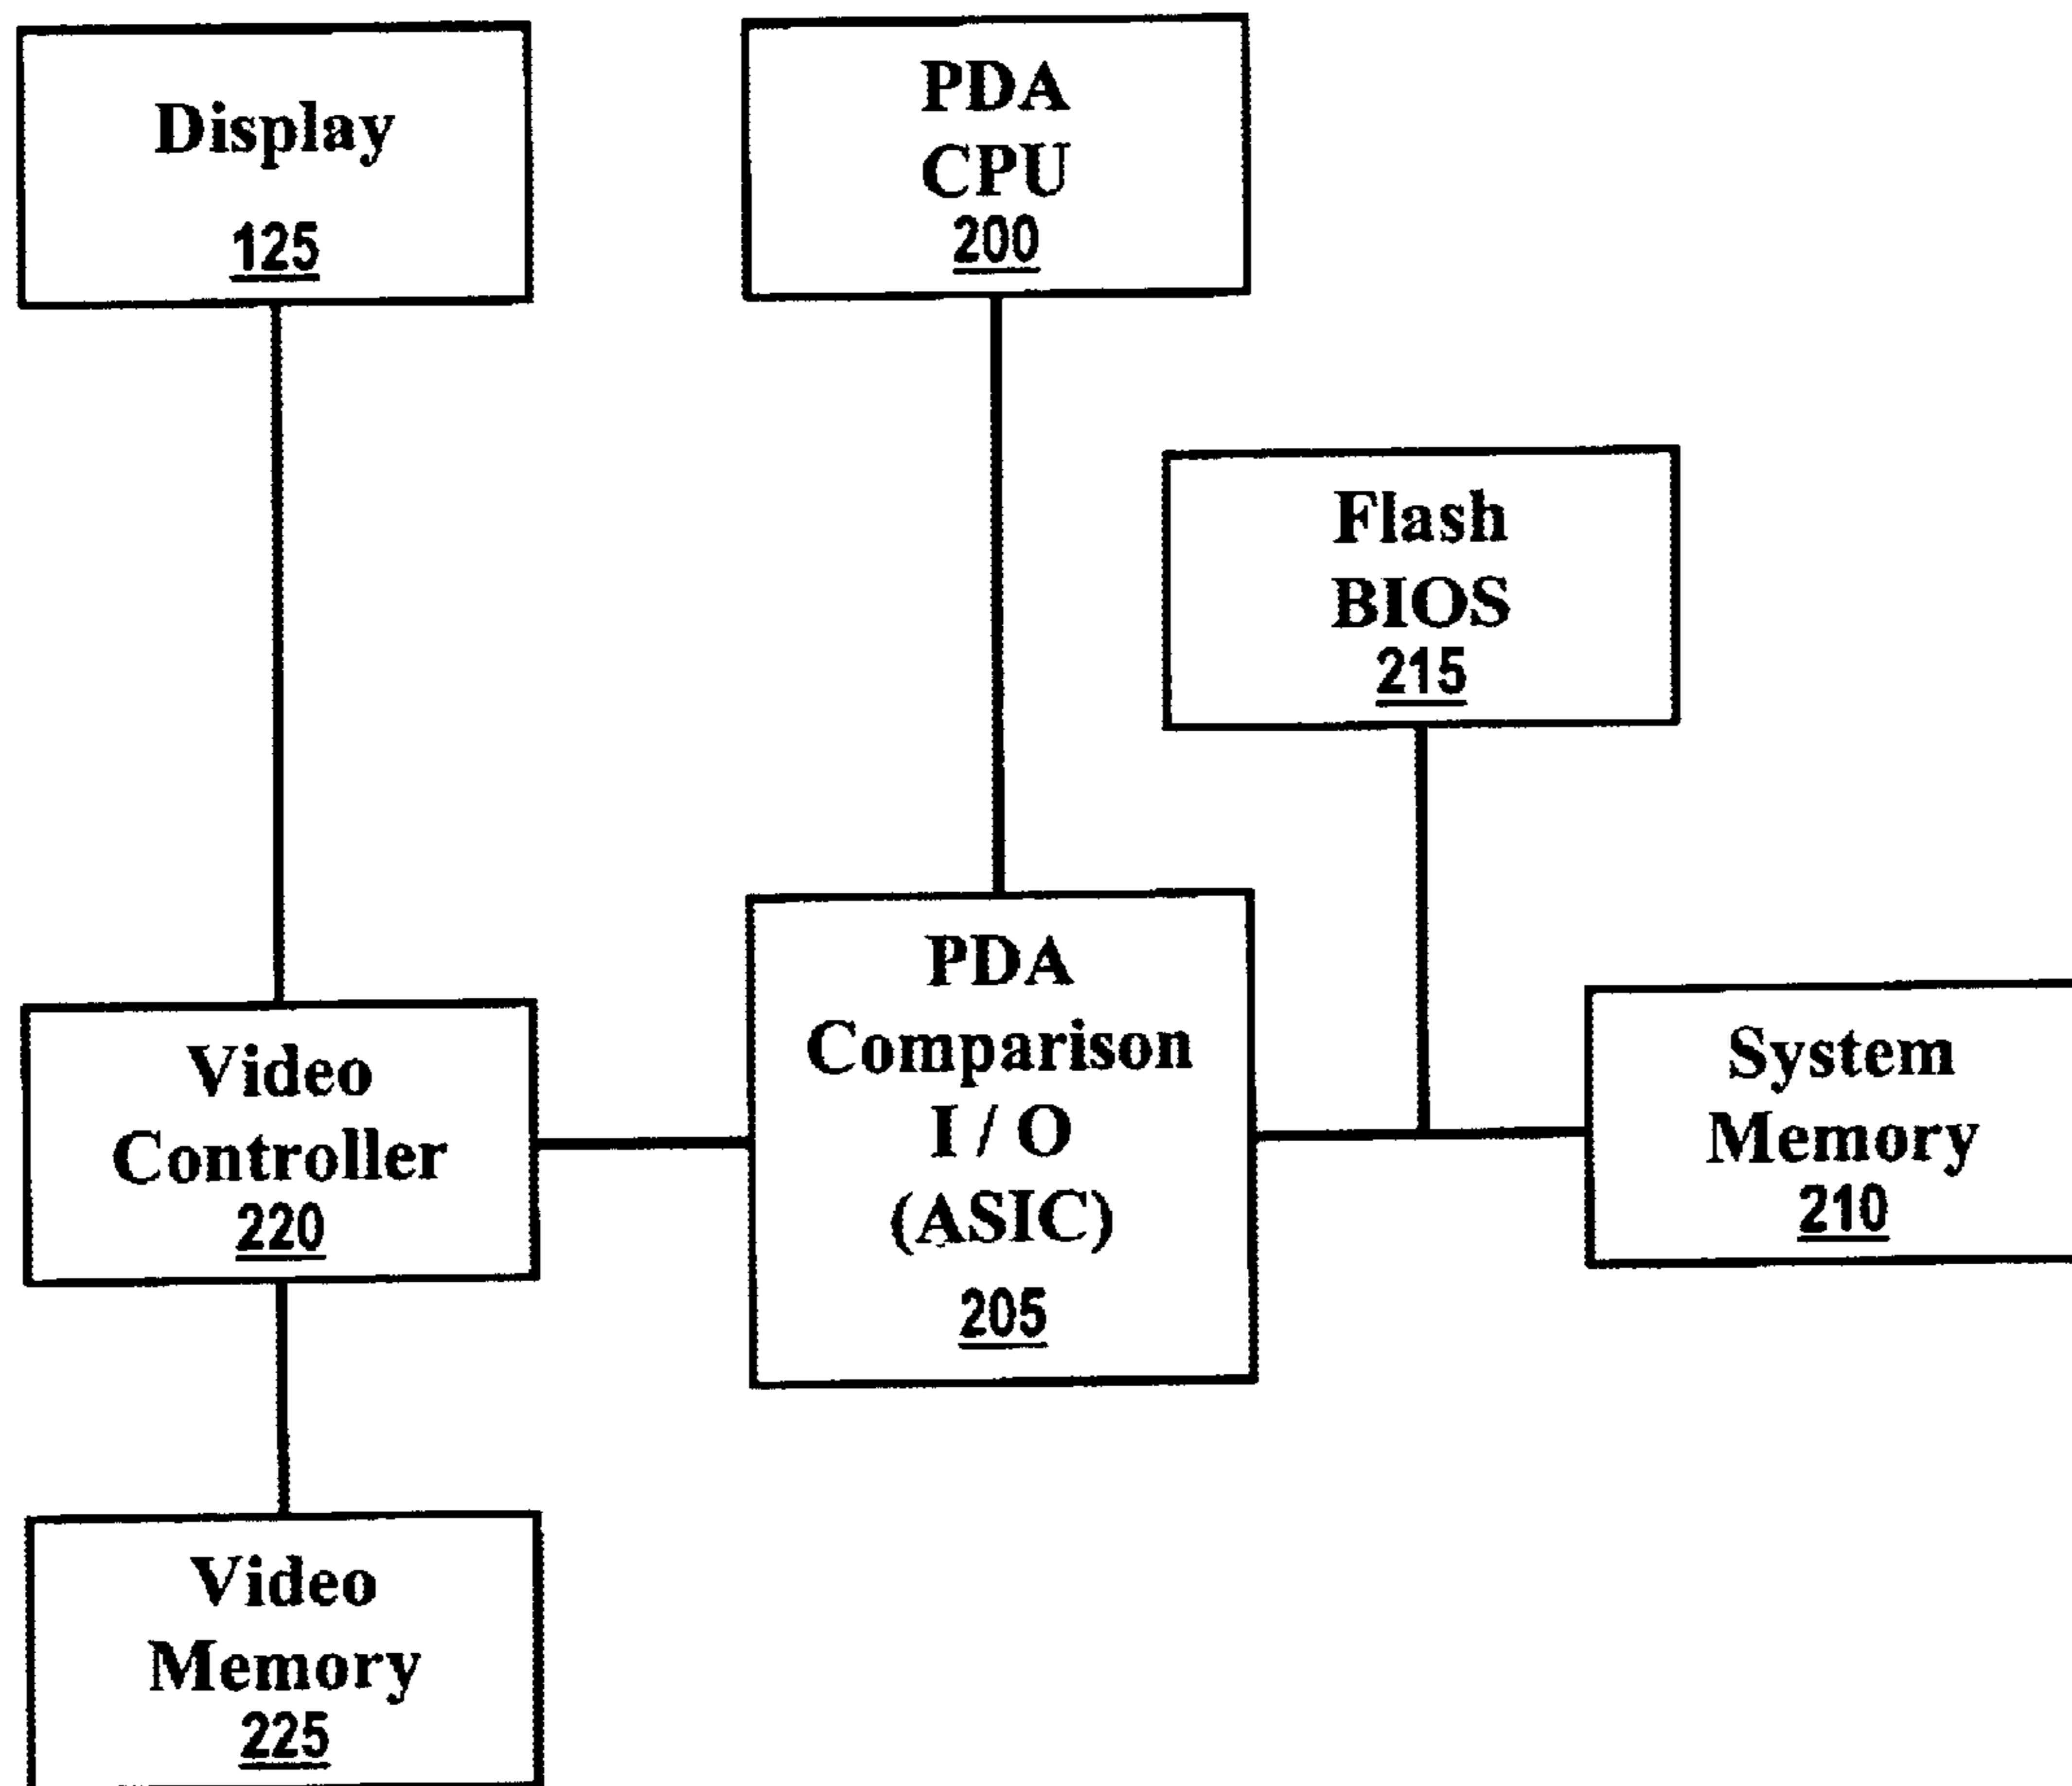 Display
125
PDA
CPU
200
Flash
BIOS
215
Video
Controller
220
PDA
Comparison
I / O
(ASIC)
205
System
Memory
210
Video
Memory
225